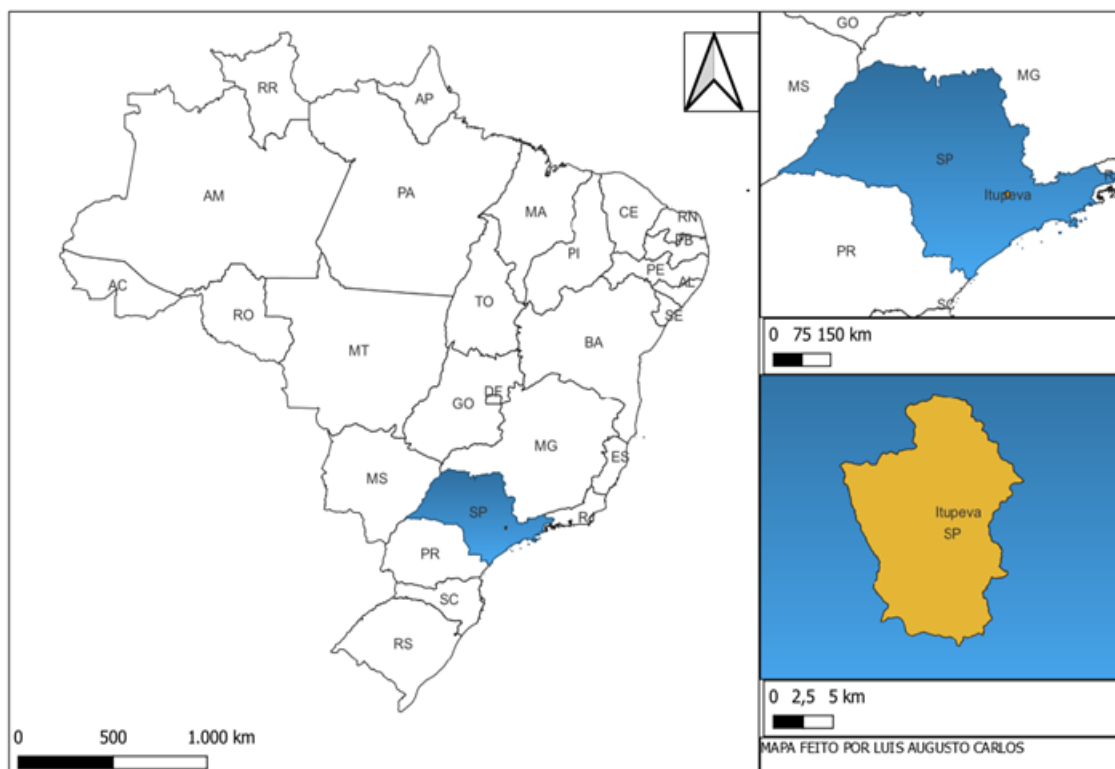 RR
AP
AM
PA
MA
CE
RN
PB
PI
PE
AL
AC
TO
SE
RO
BA
MT
DF
GO
MG
ES
MS
SP
RJ
PR
SC
RS
0 500 1.000 km
GO
MG
MS
SP
Itupeva
PR
SC
0 75 150 km
Itupeva
SP
0 2,5 5 km
MAPA FEITO POR LUIS AUGUSTO CARLOS